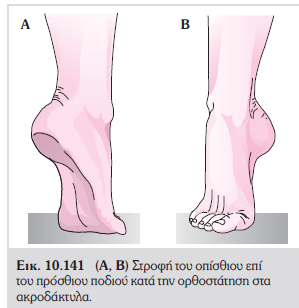 A
B
Εικ. 10.141 (Α, Β) Στροφή του οπίσθιου επί
του πρόσθιου ποδιού κατά την ορθοστάτηση στα
ακροδάκτυλα.